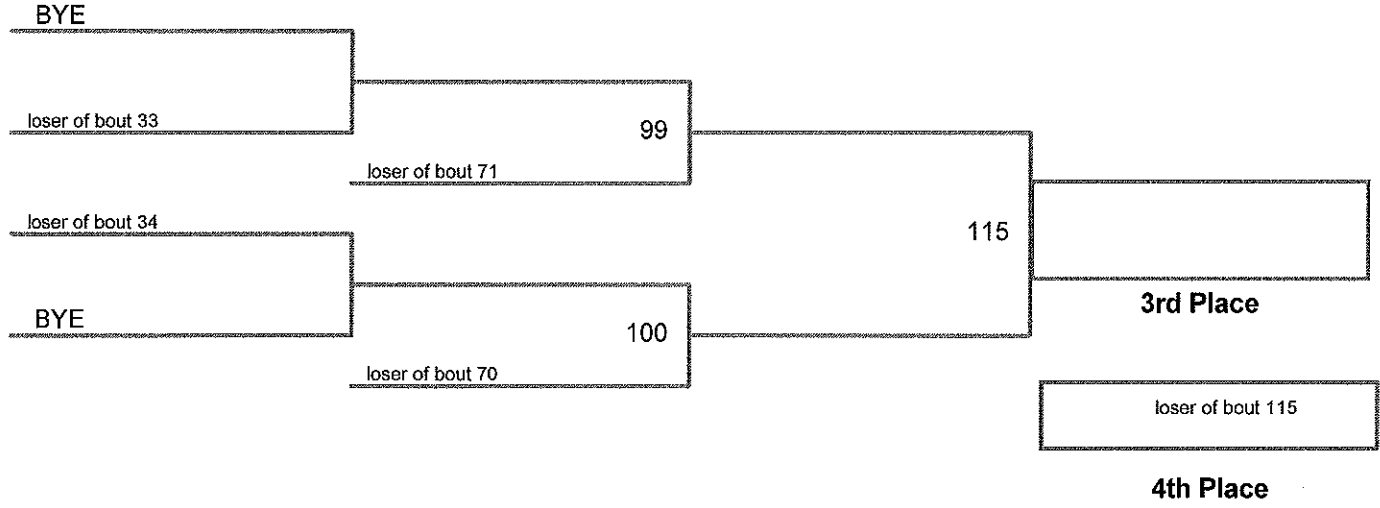 BYE
loser of bout 33
99
loser of bout 71
loser of bout 34
115
3rd Place
BYE
100
loser of bout 70
loser of bout 115
4th Place